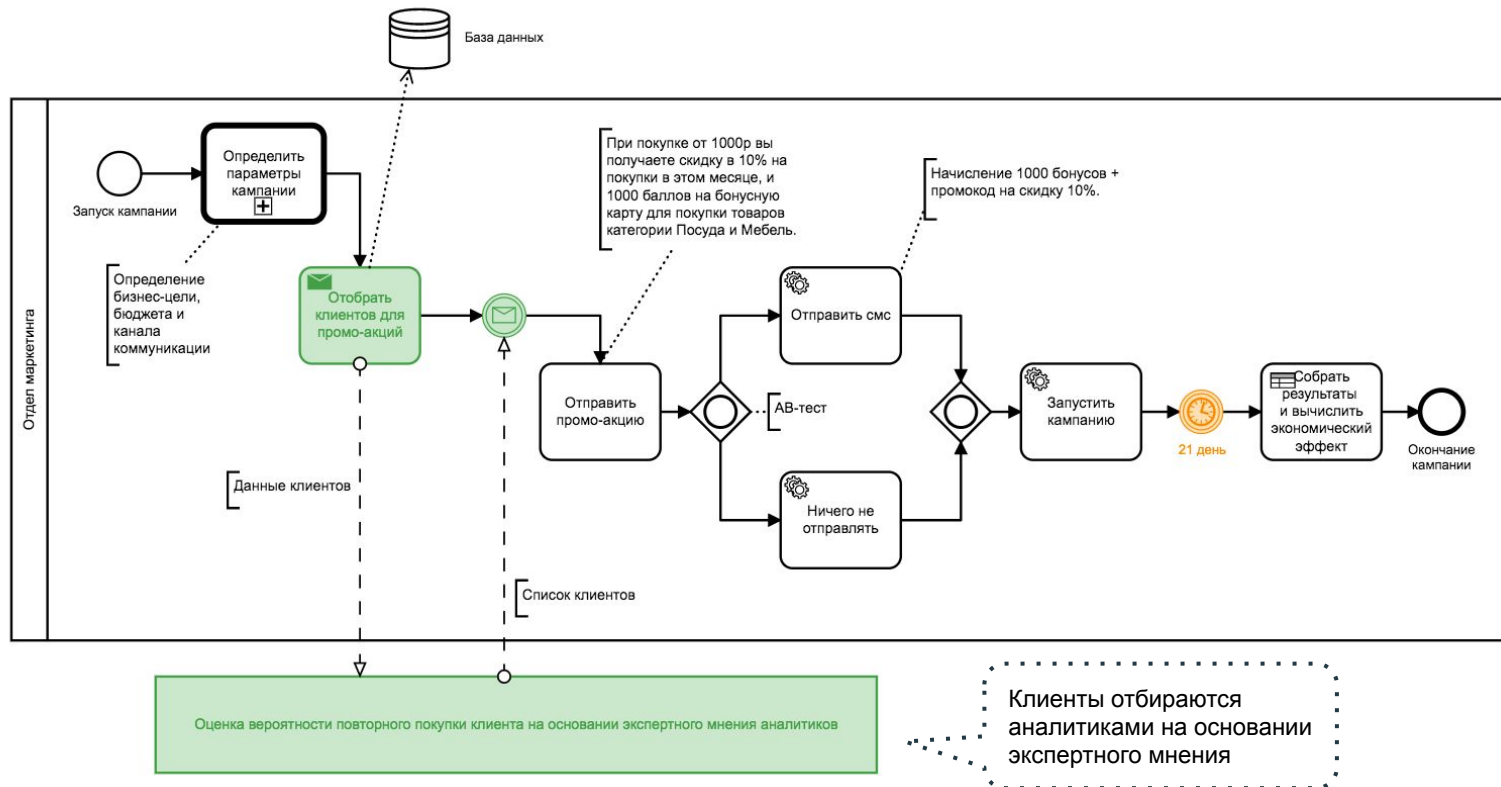 База данных
Отдел маркетинга
Запуск кампании
Определить
параметры
кампании
Определение
бизнес-цели,
бюджета и
канала
коммуникации
Отобрать
клиентов для
промо-акций
При покупке от 1000р вы
получаете скидку в 10% на
покупки в этом месяце, и
1000 баллов на бонусную
карту для покупки товаров
категории Посуда и Мебель.
Начисление 1000 бонусов +
промокод на скидку 10%.
Отправить
промо-акцию
АВ-тест
Отправить смс
Ничего не
отправлять
Запустить
кампанию
21 день
Собрать
результаты
и вычислить
экономический
эффект
Окончание
кампании
Данные клиентов
Список клиентов
Оценка вероятности повторного покупки клиента на основании экспертного мнения аналитиков
Клиенты отбираются
аналитиками на основании
экспертного мнения